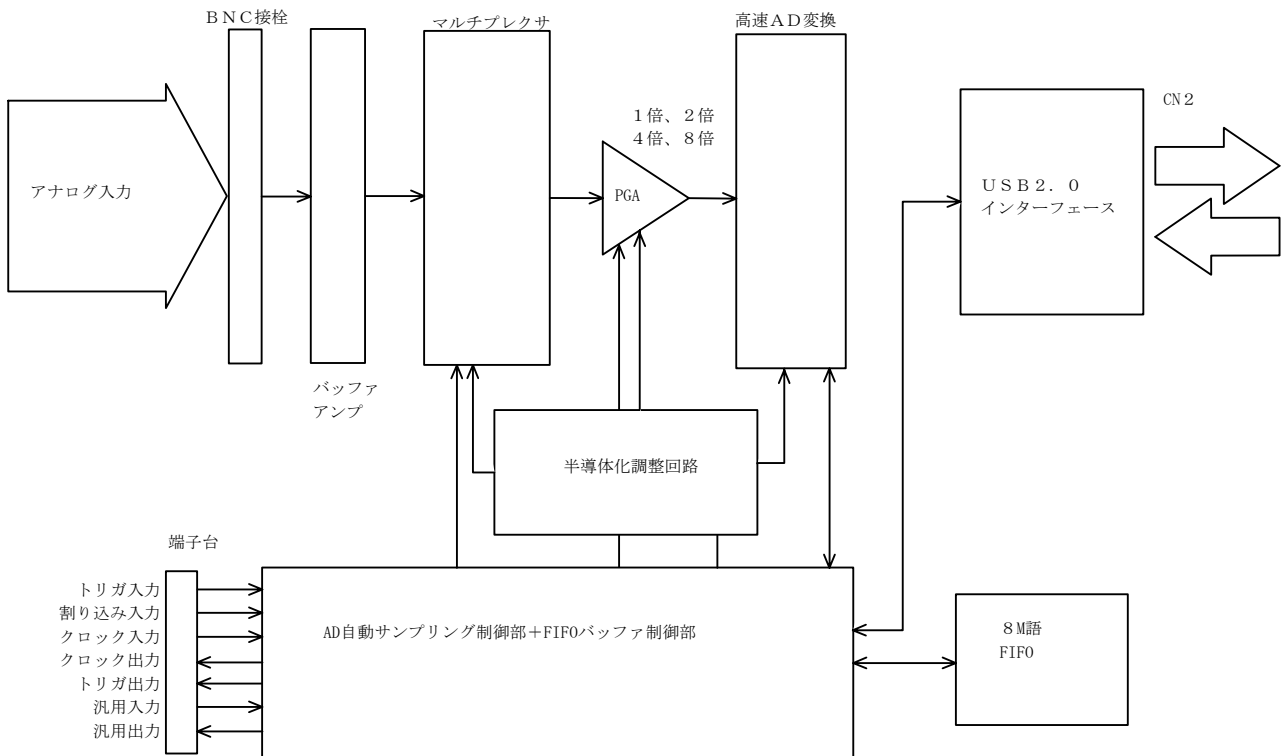 BNC接栓
マルチプレクサ
高速AD変換
CN2
1倍、2倍
4倍、8倍
アナログ入力
PGA
USB2.0
インターフェース
バッファ
アンプ
半導体化調整回路
端子台
トリガ入力
割り込み入力
クロック入力
クロック出力
トリガ出力
汎用入力
汎用出力
AD自動サンプリング制御部+FIFOバッファ制御部
8M語
FIFO